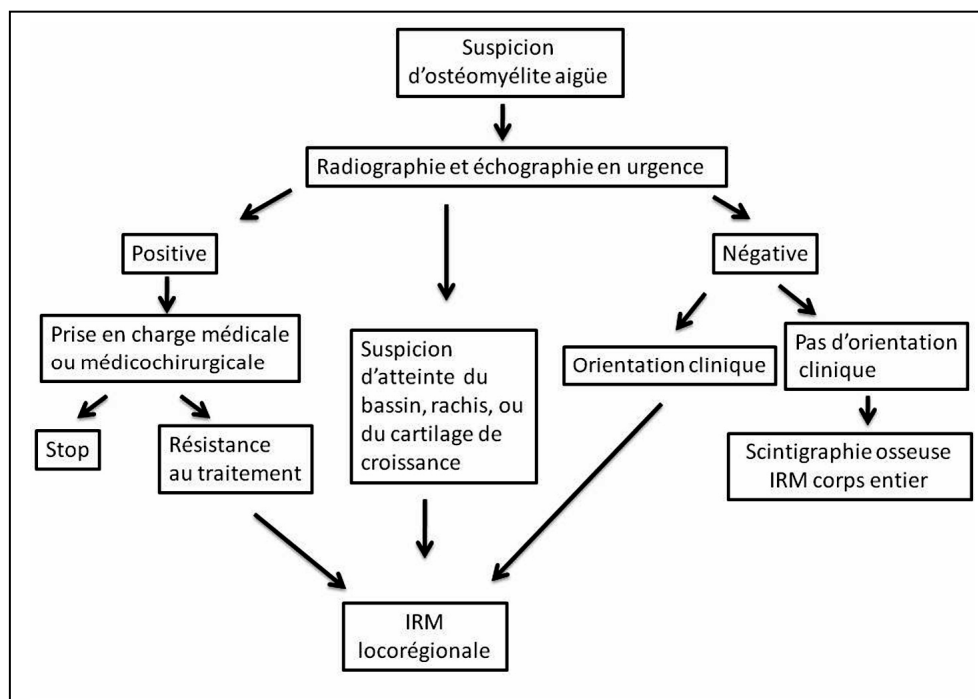 Suspicion
d'ostéomyélite aigüe
Radiographie et échographie en urgence
Positive
Négative
Prise en charge médicale
ou médicochirurgicale
Suspicion
d'atteinte du
bassin, rachis, ou
du cartilage de
croissance
Orientation clinique
Pas d'orientation
clinique
Stop
Résistance
au traitement
Scintigraphie osseuse
IRM corps entier
IRM
locorégionale